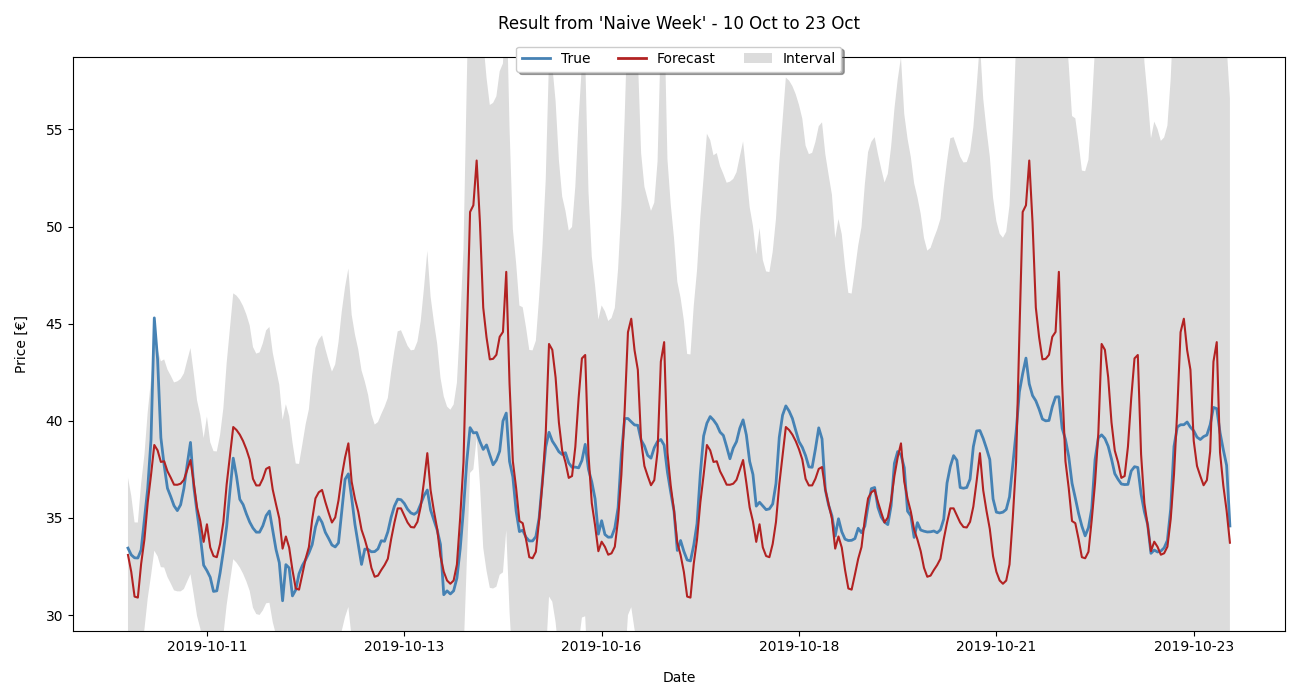 Result from 'Naive Week' - 10 Oct to 23 Oct
True Forecast Interval
Price [€]
55
50
45
40
35
30
2019-10-11 2019-10-13 2019-10-16 2019-10-18 2019-10-21 2019-10-23
Date